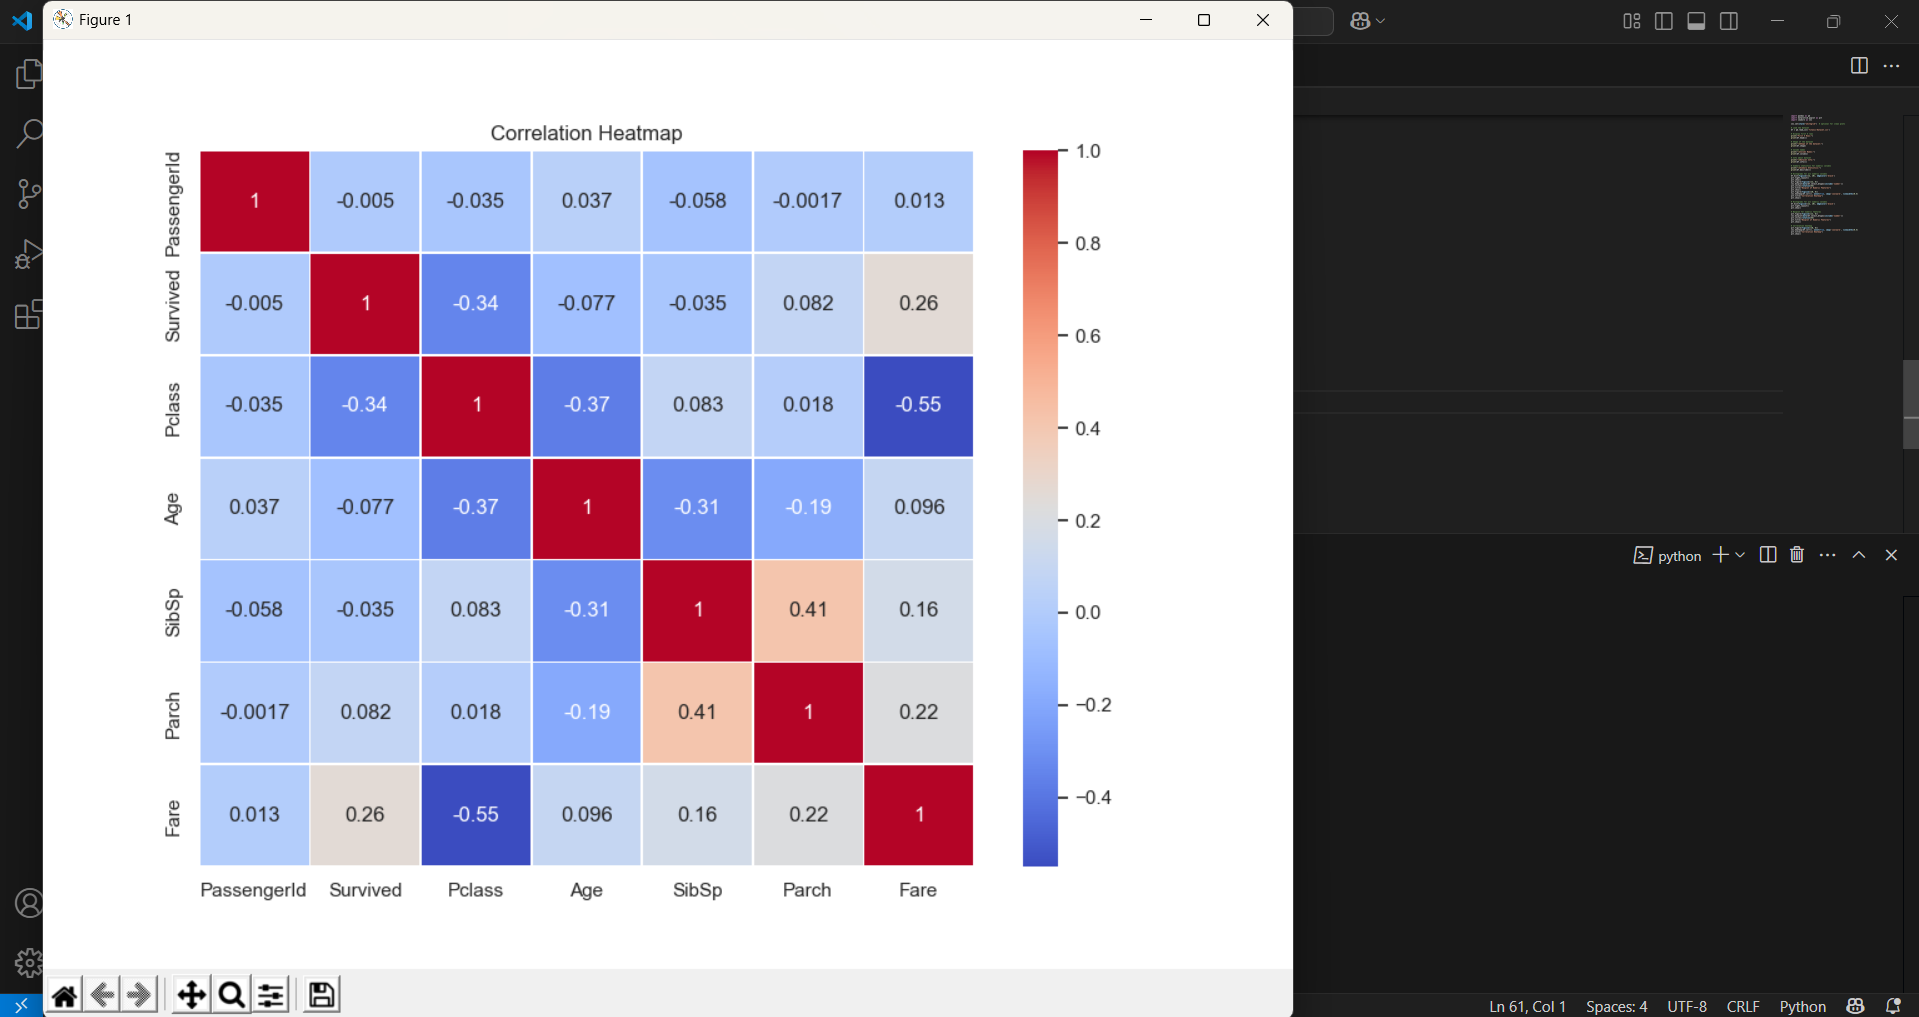 Figure 1
Correlation Heatmap
PassengerId 1 -0.005 -0.035 0.037 -0.058 -0.0017 0.013
Survived -0.005 1 -0.34 -0.077 -0.035 0.082 0.26
Pclass -0.035 -0.34 1 -0.37 0.083 0.018 -0.55
Age 0.037 -0.077 -0.37 1 -0.31 -0.19 0.096
SibSp -0.058 -0.035 0.083 -0.31 1 0.41 0.16
Parch -0.0017 0.082 0.018 -0.19 0.41 1 0.22
Fare 0.013 0.26 -0.55 0.096 0.16 0.22 1
PassengerId Survived Pclass Age SibSp Parch Fare
1.0
0.8
0.6
0.4
0.2
0.0
−0.2
−0.4
python
Ln 61, Col 1 Spaces: 4 UTF-8 CRLF Python